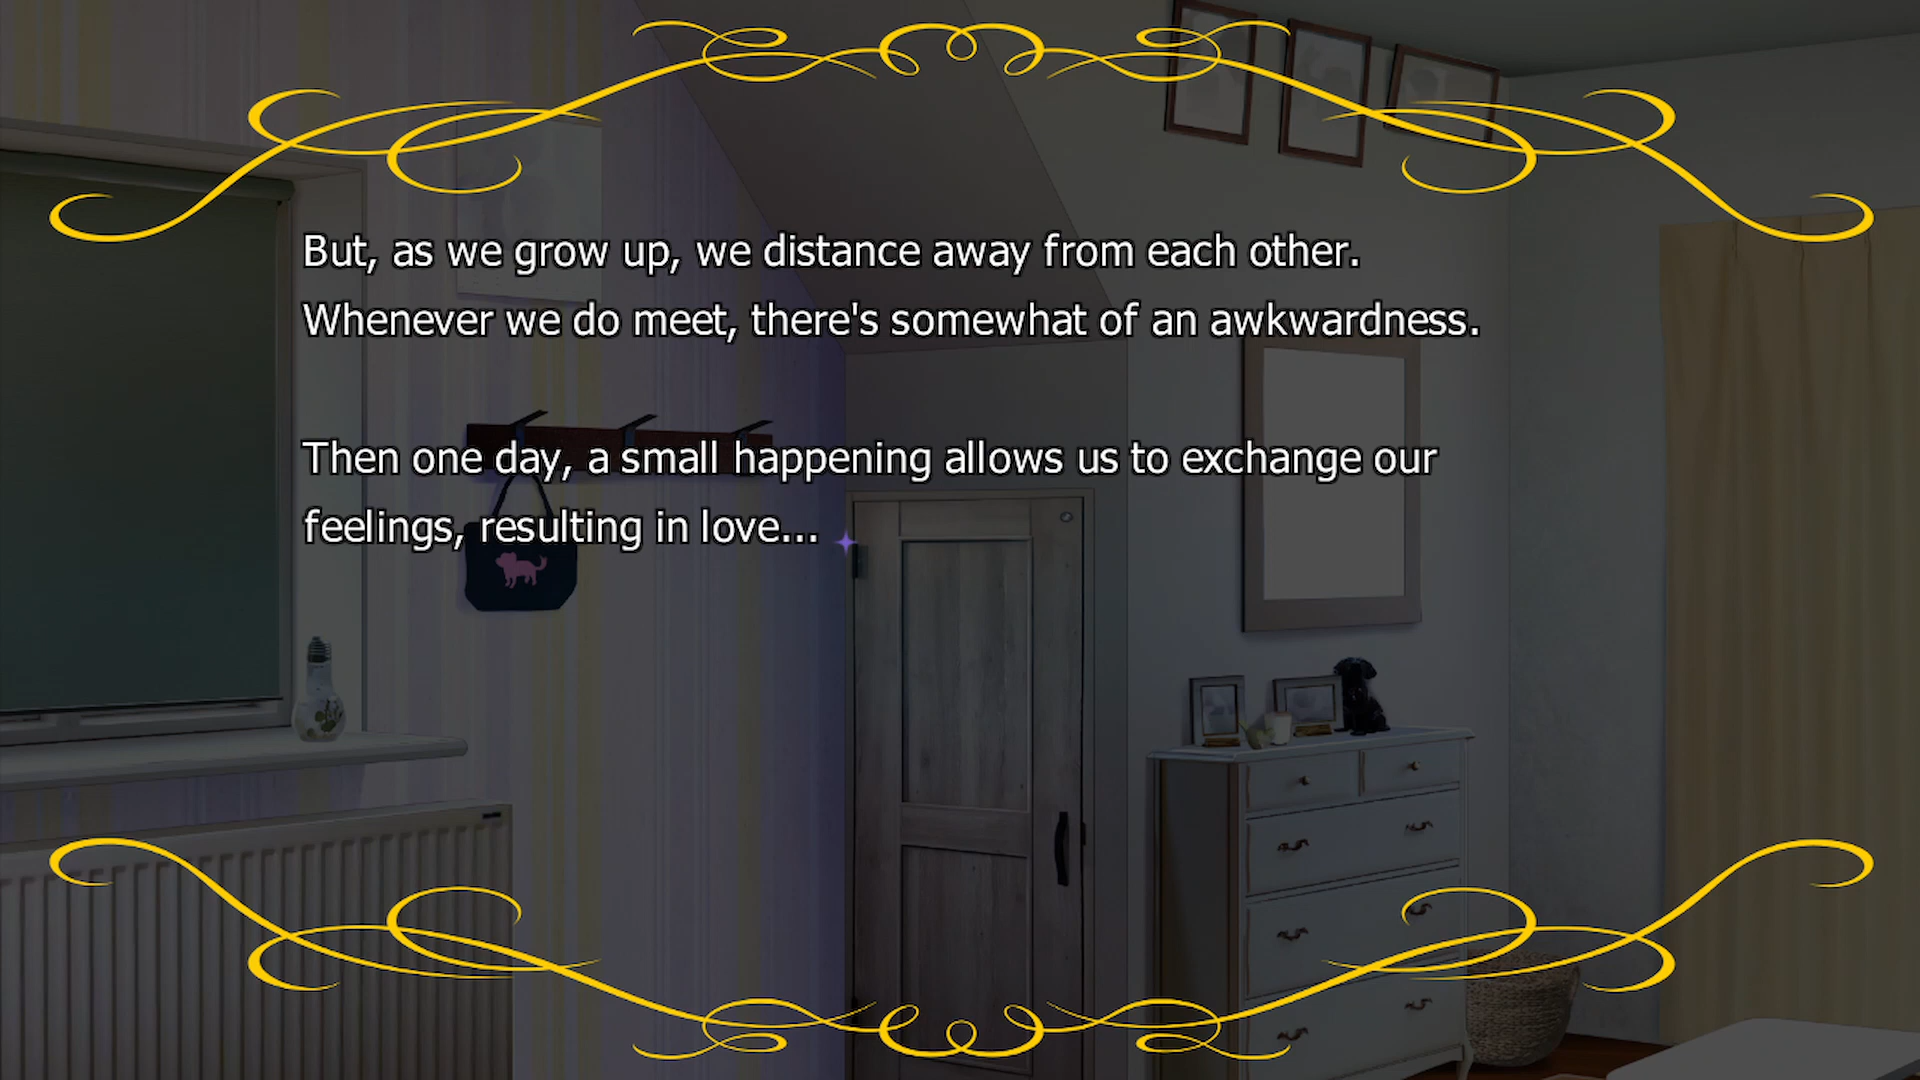 But, as we grow up, we distance away from each other.
Whenever we do meet, there's somewhat of an awkwardness.
Then one day, a small happening allows us to exchange our
feelings, resulting in love...